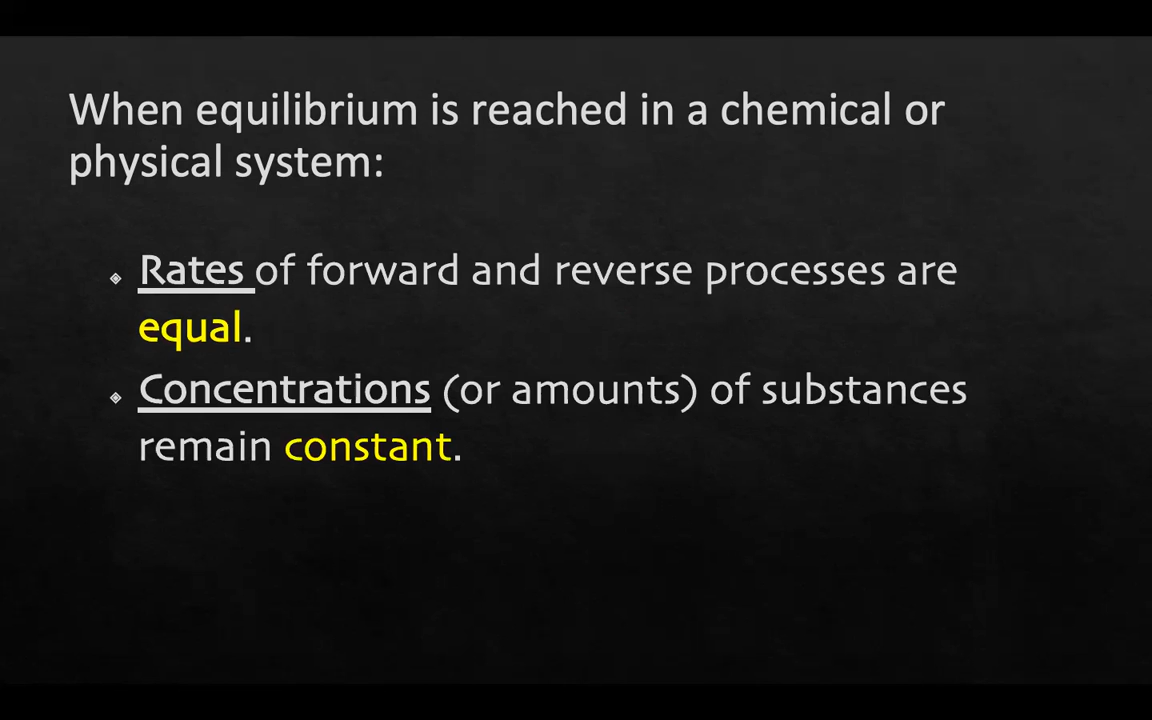 When equilibrium is reached in a chemical or
physical system:
Rates of forward and reverse processes are
equal.
Concentrations (or amounts) of substances
remain constant.